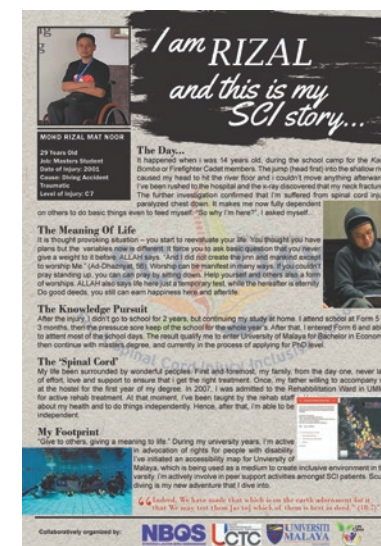 I am RIZAL
and this is my
SCI story...
MOHD RIZAL MAT NOOR
29 Years Old
Job: Masters Student
Date of Injury: 2001
Cause: Diving Accident
Traumatic
Level of Injury: C7
The Day...
It happened when i was 14 years old, during the school camp for the
Bomba or Firefighter Cadet members. The jump (head first) into the shallow
caused my head to hit the river floor and i couldn't move anything
I've been rushed to the hospital and the x-ray discovered that my neck
The further investigation confirmed that I'm suffered from spinal cord
paralyzed chest down. It makes me now fully dependent
on others to do basic things even to feed myself. "So why I'm here?", I asked myself...
The Meaning Of Life
It is thought provoking situation – you start to reevaluate your life. You thought you have
plans but the variables now is different. It force you to ask basic question that you never
give a weight to it before. ALLAH says, "And I did not create the jinn and mankind except
to worship Me." (Ad-Dhaariyat, 56). Worship can be manifest in many ways. If you couldn't
pray standing up, you can pray by sitting down. Help yourself and others also a form
of worships. ALLAH also says life here just a temporary test, while the hereafter is eternity.
Do good deeds, you still can earn happiness here and afterlife.
The Knowledge Pursuit
After the injury, I didn't go to school for 2 years, but continuing my study at home. I attend school at Form 5
3 months, then the pressure sore keep of the school for the whole year's. After that, I entered Form 6 and
to attent most of the school days. The result qualify me to enter University of Malaya for Bachelor in
then continue with masters degree, and currently in the process of applying for PhD level.
The 'Spinal Cord'
My life been surrounded by wonderful peoples. First and foremost, my family, from the day one, never
of effort, love and support to ensure that i get the right treatment. Once, my father willing to accompany
at the hostel for the first year of my degree. In 2007, I was admitted to the Rehabilitation Ward in
for active rehab treatment. At that moment, I've been taught by the rehab staff
about my health and to do things independently. Hence, after that, I'm able to be
independent.
My Footprint
"Give to others, giving a meaning to life." During my university years, I'm active
in advocation of rights for people with disability.
I've initiated an accessibility map for University of
Malaya, which is being used as a medium to create inclusive environment in
varsity. I'm actively involve in peer support activities amongst SCI patients.
diving is my new adventure that I dive into.
Indeed, We have made that which is on the earth adornment for it
that We may test them [as to] which of them is best in deed." (18:7)
Collaboratively organized by:
NBOS
UCTC
UNIVERSITI
MALAYA